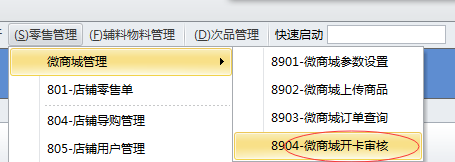 (S)零售管理 (F)辅料物料管理 (D)次品管理 快速启动
微商城管理
801-店铺零售单
804-店铺导购管理
805-店铺用户管理
8901-微商城参数设置
8902-微商城上传商品
8903-微商城订单查询
8904-微商城开卡审核